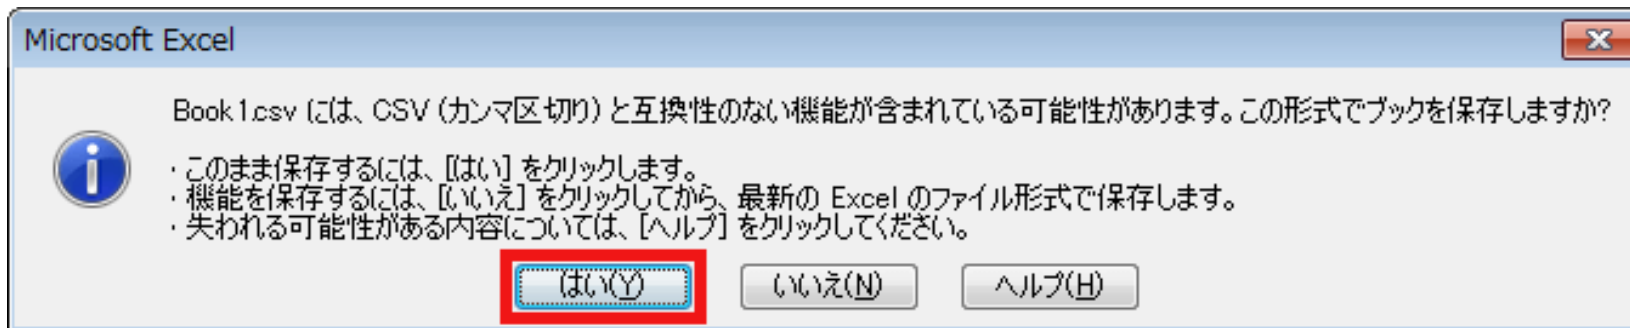 Microsoft Excel
Book1.csv には、CSV (カンマ区切り) と互換性のない機能が含まれている可能性があります。この形式でブックを保存しますか?
・このまま保存するには、[はい] をクリックします。
・機能を保存するには、[いいえ] をクリックしてから、最新の Excel のファイル形式で保存します。
・失われる可能性がある内容については、[ヘルプ] をクリックしてください。
はい(Y) いいえ(N) ヘルプ(H)